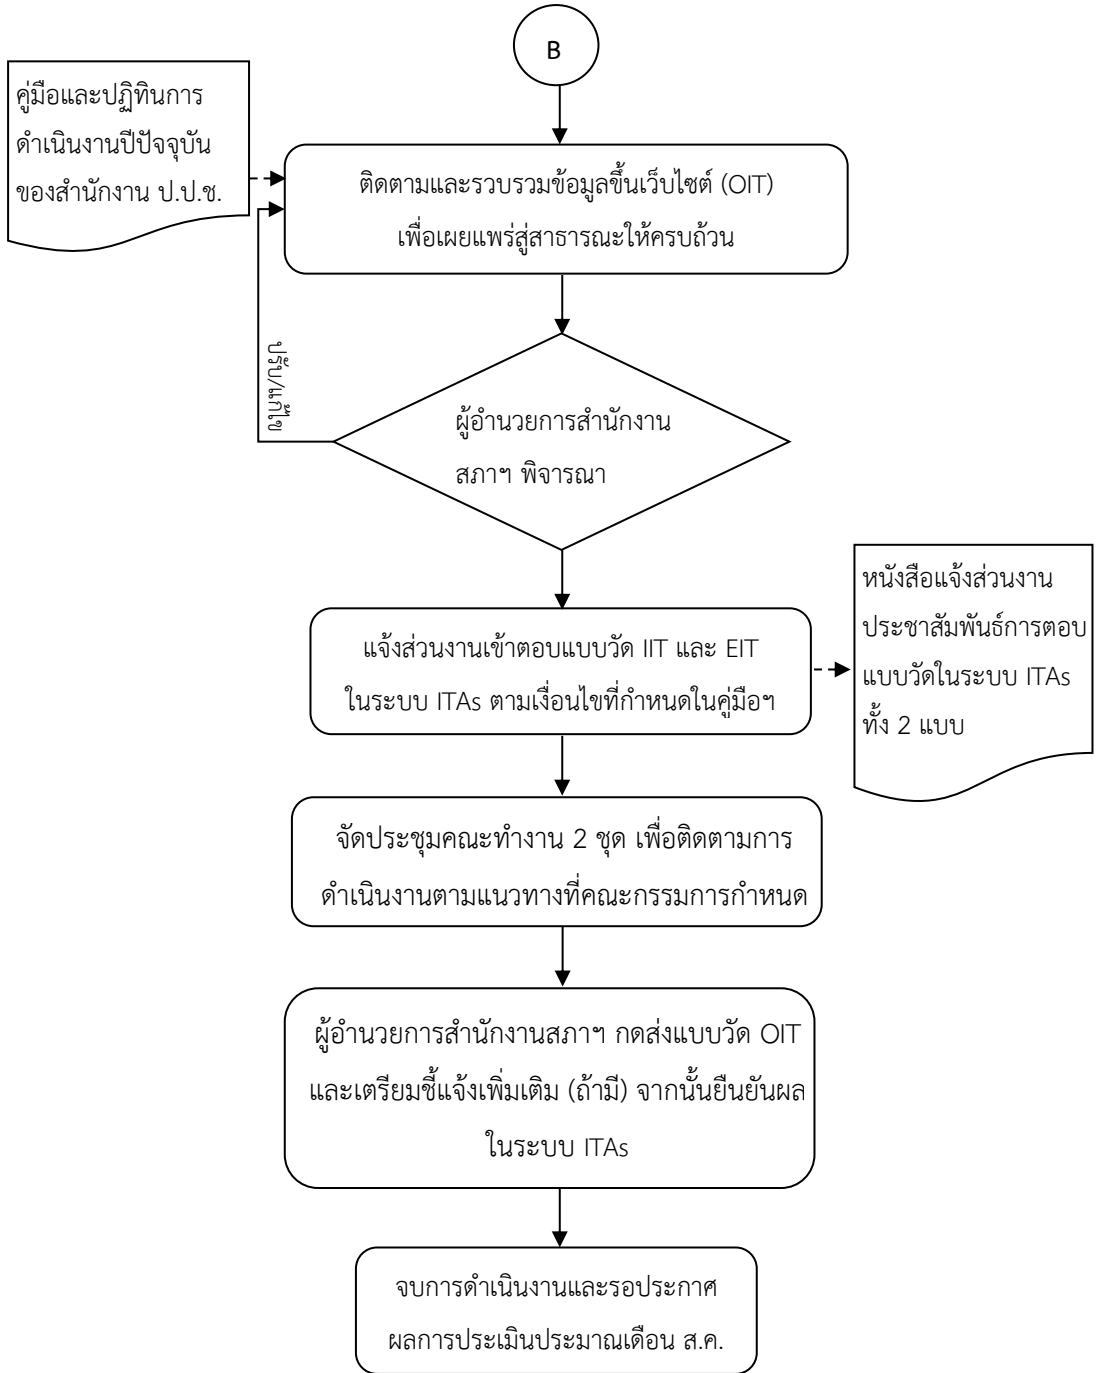 B
คู่มือและปฏิทินการ
ดำเนินงานปีปัจจุบัน
ของสำนักงาน ป.ป.ช.
ติดตามและรวบรวมข้อมูลขึ้นเว็บไซต์ (OIT)
เพื่อเผยแพร่สู่สาธารณะให้ครบถ้วน
ปรับ/แก้ไข
ผู้อำนวยการสำนักงาน
สภาฯ พิจารณา
แจ้งส่วนงานเข้าตอบแบบวัด IIT และ EIT
ในระบบ ITAs ตามเงื่อนไขที่กำหนดในคู่มือฯ
หนังสือแจ้งส่วนงาน
ประชาสัมพันธ์การตอบ
แบบวัดในระบบ ITAs
ทั้ง 2 แบบ
จัดประชุมคณะทำงาน 2 ชุด เพื่อติดตามการ
ดำเนินงานตามแนวทางที่คณะกรรมการกำหนด
ผู้อำนวยการสำนักงานสภาฯ กดส่งแบบวัด OIT
และเตรียมชี้แจ้งเพิ่มเติม (ถ้ามี) จากนั้นยืนยันผล
ในระบบ ITAs
จบการดำเนินงานและรอประกาศ
ผลการประเมินประมาณเดือน ส.ค.